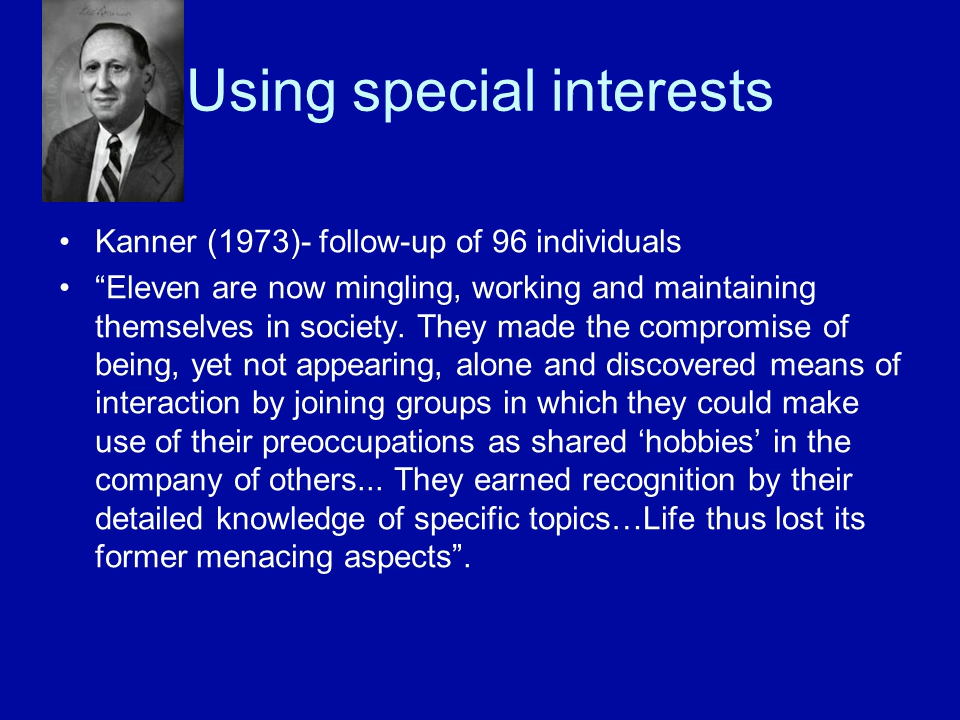 Using special interests
• Kanner (1973)- follow-up of 96 individuals
• “Eleven are now mingling, working and maintaining
themselves in society. They made the compromise of
being, yet not appearing, alone and discovered means of
interaction by joining groups in which they could make
use of their preoccupations as shared ‘hobbies’ in the
company of others... They earned recognition by their
detailed knowledge of specific topics…Life thus lost its
former menacing aspects”.